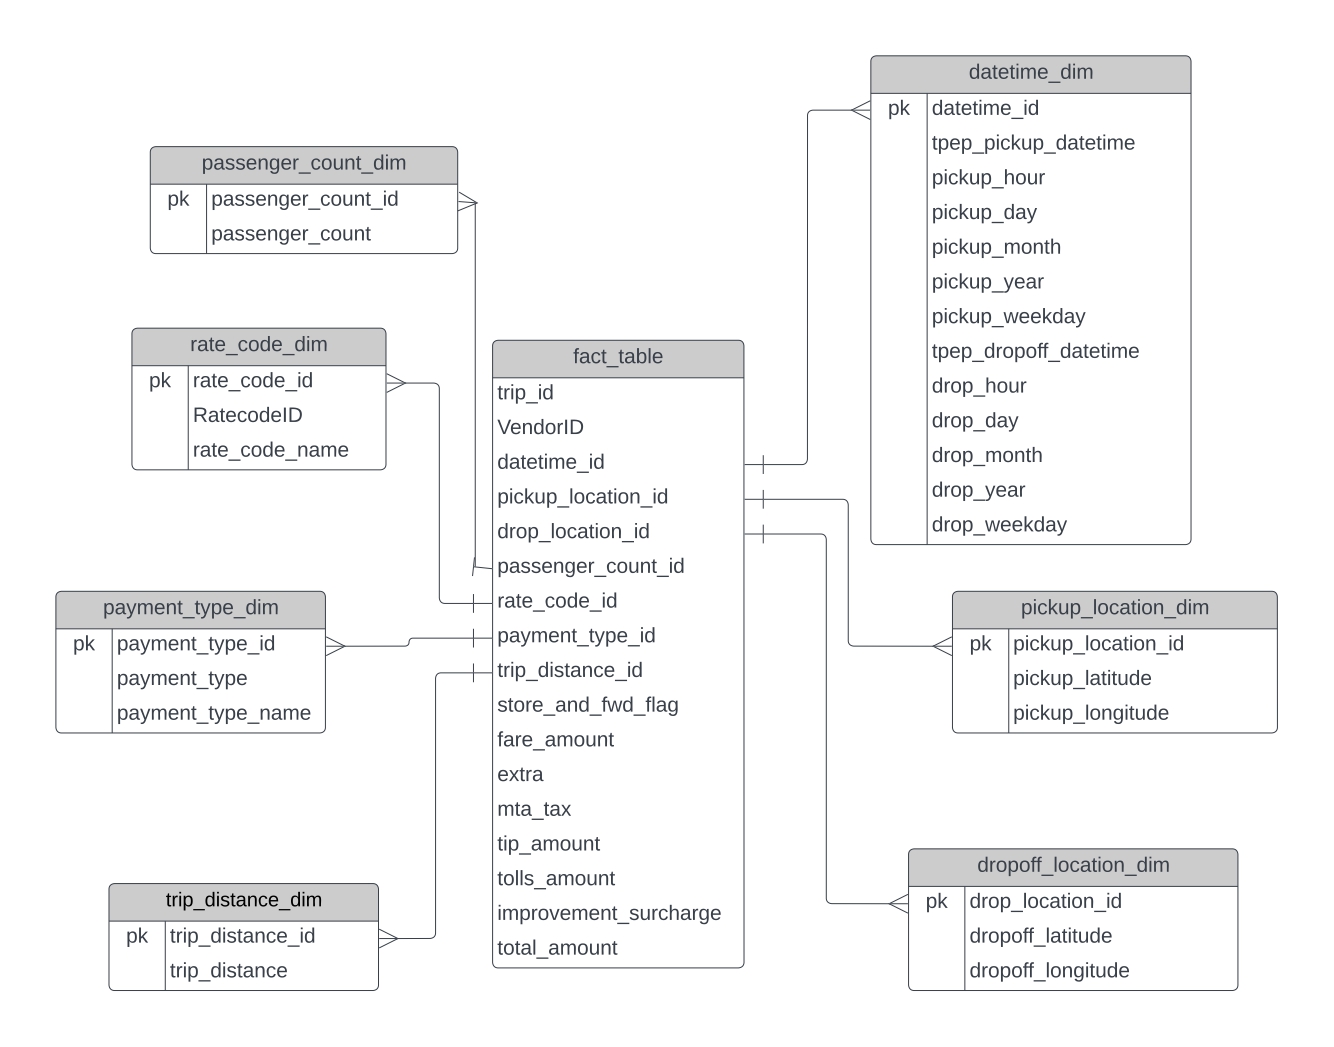 datetime_dim
pk datetime_id
tpep_pickup_datetime
pickup_hour
pickup_day
pickup_month
pickup_year
pickup_weekday
tpep_dropoff_datetime
drop_hour
drop_day
drop_month
drop_year
drop_weekday
passenger_count_dim
pk passenger_count_id
passenger_count
rate_code_dim
pk rate_code_id
RatecodeID
rate_code_name
fact_table
trip_id
VendorID
datetime_id
pickup_location_id
drop_location_id
passenger_count_id
rate_code_id
payment_type_id
trip_distance_id
store_and_fwd_flag
fare_amount
extra
mta_tax
tip_amount
tolls_amount
improvement_surcharge
total_amount
payment_type_dim
pk payment_type_id
payment_type
payment_type_name
pickup_location_dim
pk pickup_location_id
pickup_latitude
pickup_longitude
trip_distance_dim
pk trip_distance_id
trip_distance
dropoff_location_dim
pk drop_location_id
dropoff_latitude
dropoff_longitude